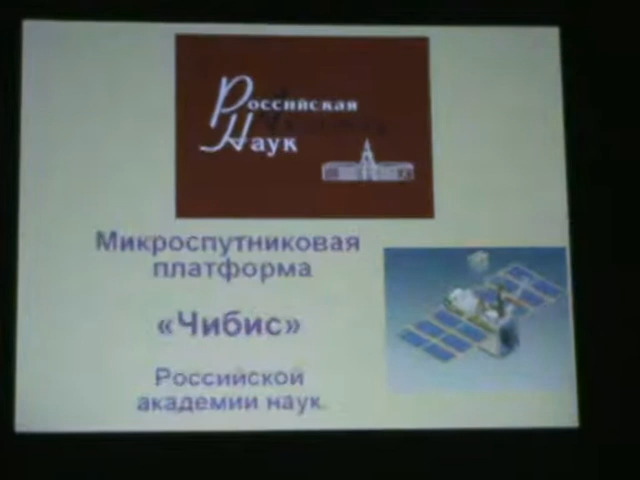 Российская
Наук
Микроспутниковая
платформа
«Чибис»
Российской
академии наук.